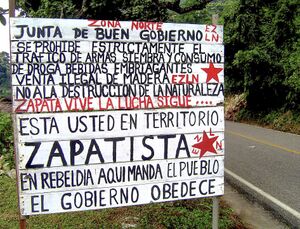 ZONA NORTE EZ
JUNTA DE BUEN GOBIERNO LN
SE PROHIBE ESTRICTAMENTE EL
TRAFICO DE ARMAS, SIEMBRA Y CONSUMO
DE DROGA, BEBIDAS EMBRIAGANTES
VENTA ILEGAL DE MADERA EZLN
NO A LA DESTRUCCION DE LA NATURALEZA
ZAPATA VIVE LA LUCHA SIGUE....
ESTA USTED EN TERRITORIO
ZAPATISTA
EN REBELDIA AQUI MANDA EL PUEBLO
EL GOBIERNO OBEDECE